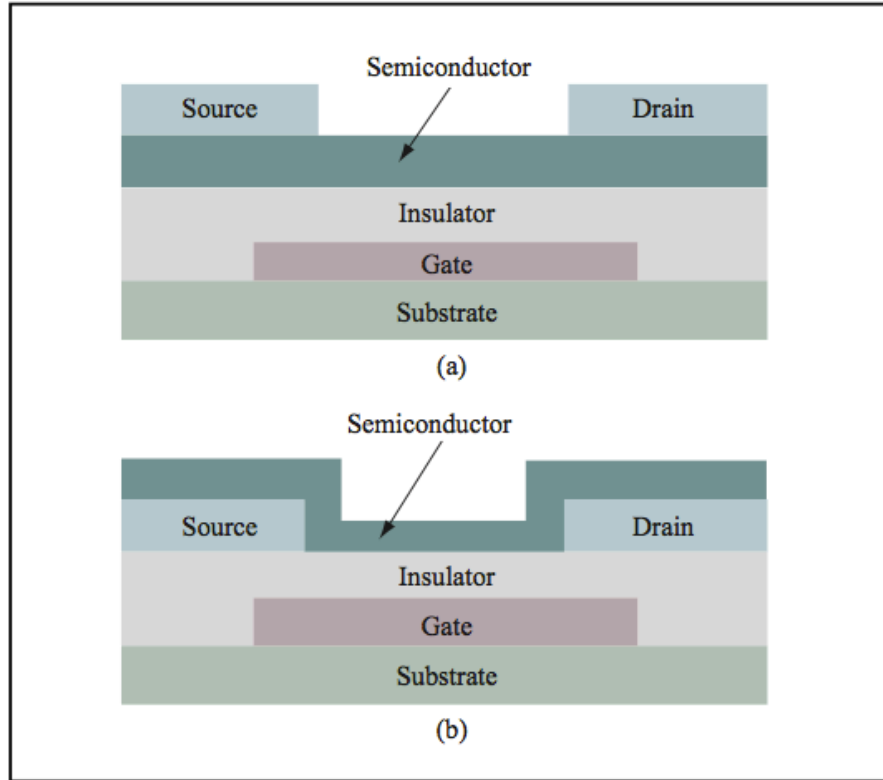 Semiconductor
Source Drain
Insulator
Gate
Substrate
(a)
Semiconductor
Source Drain
Insulator
Gate
Substrate
(b)